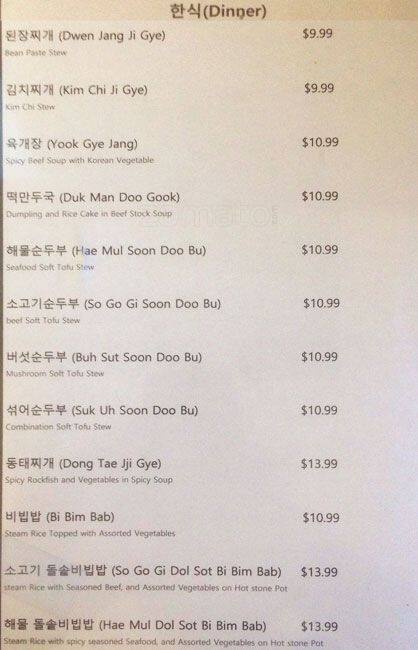 한식(Dinner)
된장찌개 (Dwen Jang Ji Gye) $9.99
Bean Paste Stew
김치찌개 (Kim Chi Ji Gye) $9.99
Kim Chi Stew
육개장 (Yook Gye Jang) $10.99
Spicy Beef Soup with Korean Vegetable
떡만두국 (Duk Man Doo Gook) $10.99
Dumpling and Rice Cake in Beef Stock Soup
해물순두부 (Hae Mul Soon Doo Bu) $10.99
Seafood Soft Tofu Stew
소고기순두부 (So Go Gi Soon Doo Bu) $10.99
beef Soft Tofu Stew
버섯순두부 (Buh Sut Soon Doo Bu) $10.99
Mushroom Soft Tofu Stew
섞어순두부 (Suk Uh Soon Doo Bu) $10.99
Combination Soft Tofu Stew
동태찌개 (Dong Tae Jji Gye) $13.99
Spicy Rockfish and Vegetables in Spicy Soup
비빔밥 (Bi Bim Bab) $10.99
Steam Rice Topped with Assorted Vegetables
소고기 돌솥비빔밥 (So Go Gi Dol Sot Bi Bim Bab) $13.99
steam Rice with Seasoned Beef, and Assorted Vegetables on Hot stone Pot
해물 돌솥비빔밥 (Hae Mul Dol Sot Bi Bim Bab) $13.99
Steam Rice with spicy seasoned Seafood, and Assorted Vegetables on Hot stone Pot